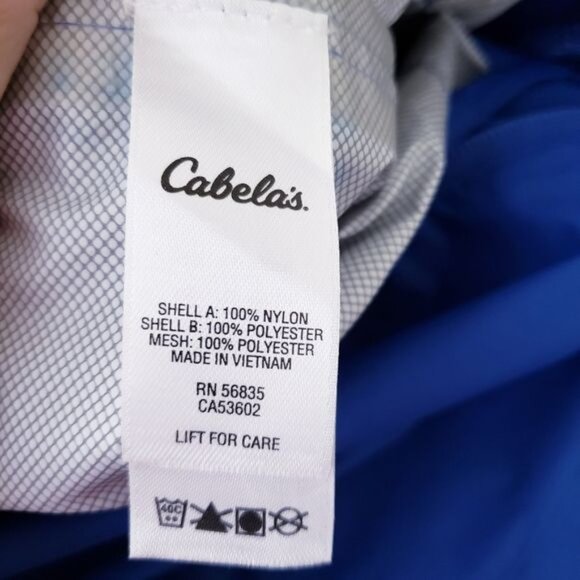 Cabela's.
SHELL A: 100% NYLON
SHELL B: 100% POLYESTER
MESH: 100% POLYESTER
MADE IN VIETNAM
RN 56835
CA53602
LIFT FOR CARE
40C